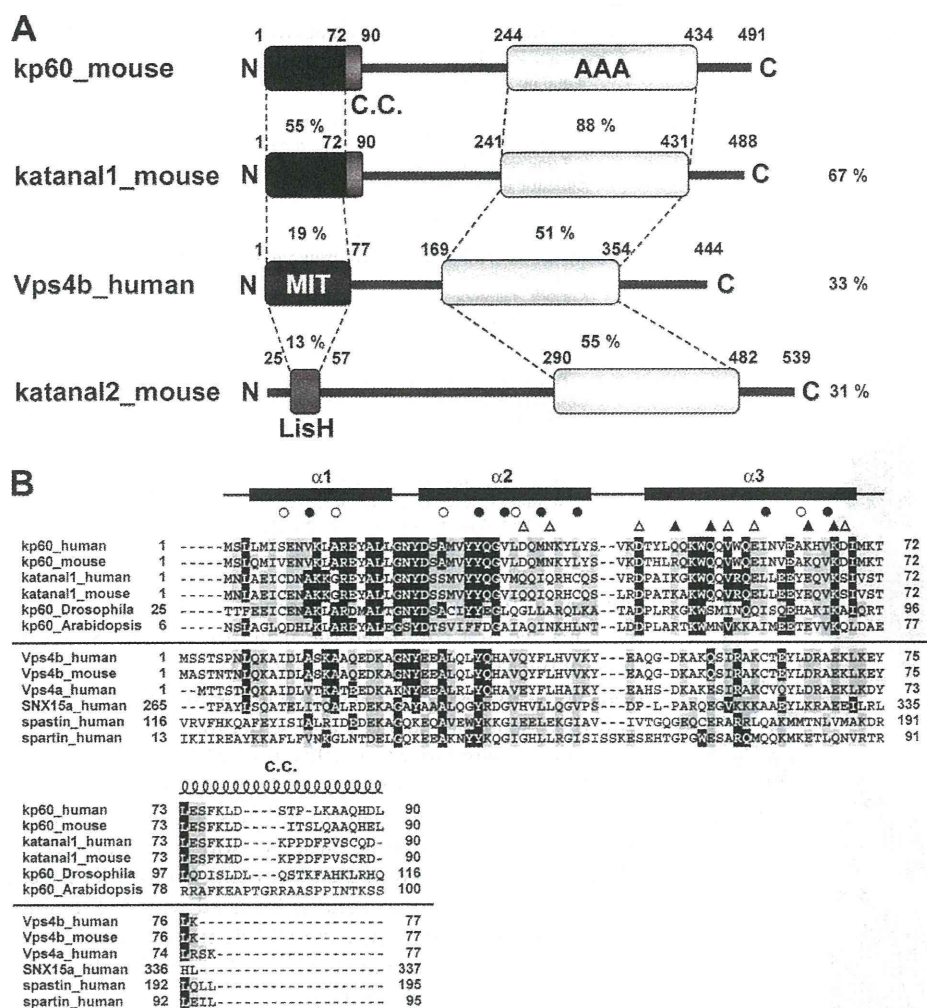 A
1 72 90 244 434 491
kp60_mouse N AAA C
C.C.
55 % 88 %
1 72 90 241 431 488
katanal1_mouse N C 67 %
19 % 51 %
1 77 169 354 444
Vps4b_human N MIT C 33 %
13 % 55 %
25 57 290 482 539
katanal2_mouse N C 31 %
LisH
B
α1 α2 α3
kp60_human 1 -----MSLLMISENVKLAREYALLGNYDSAMVYYQGVLDQMNKYLYS--VKDTYLQQKWQQVWQEINVEAKHVKDIMKT 72
kp60_mouse 1 -----MSLQMIVENVKLAREYALLGNYDSAMVYYQGVLDQMNKYLYS--VKDTHLRQKWQQVWQEINVEAKQVKDIMKT 72
katanal1_human 1 -----MNLAEICDNAKKGREYALLGNYDSSMVYYQGVMQQIQRHCQS--VRDPAIKGKWQQVRQELLEEYEQVKSIVST 72
katanal1_mouse 1 -----MNLAEICENAKKGREYALLGNYDSSMVYYQGVIQQIQRHCQS--VRDPATKAKWQQVRQELLEEYEQVKSIVST 72
kp60_Drosophila 25 -----TTFEEICENAKLARDMALTGNYDSACIYYEGLQGLLARQLKA--TADPLRKGKWSMINQQISQEHAKIKAIQRT 96
kp60_Arabidopsis 6 -----NSLAGLQDHLKLAREYALEGSYDTSVIFFDGAIAQINKHLNT--LDDPLARTKWMNVKKAIMEETEVVKQLDAE 77
Vps4b_human 1 MSSTSPNLQKAIDLASKAAQEDKAGNYEEALQLYQHAVQYFLHVVKY---EAQG-DKAKQSIRAKCTEYLDRAEKLKEY 75
Vps4b_mouse 1 MASTNTNLQKAIDLASKAAQEDKAGNYEEALQLYQHAVQYFLHVVKY---EAQG-DKAKQSIRAKCTEYLDRAEKLKEY 75
Vps4a_human 1 --MTTSTLQKAIDLVTKATEEDKAKNYEEALRLYQHAVEYFLHAIKY---EAHS-DKAKESIRAKCVQYLDRAEKLKDY 73
SNX15a_human 265 ----TPAYLSQATELITQALRDEKAGAYAAALQGYRDGVHVLLQGVPS---DPLPARQEGVKKKAAEYLKRAEEILRL 335
spastin_human 116 VRVFHKQAFEYISIALRIDEDEKAGQKEQAVEWYKKGIEELEKGIAV---IVTGQGEQCERARRLQAKMMTNLVMAKDR 191
spartin_human 13 IKIIREAYKKAFLFVNKGLNTDELGQKEEAKNYYKQGIGHLLRGISISSKESEHTGPGWESARQMQQKMKETLQNVRTR 91
C.C.
kp60_human 73 LESFKLD----STP-LKAAQHDL 90
kp60_mouse 73 LESFKLD----ITSLQAAQHEL 90
katanal1_human 73 LESFKID----KPPDFPVSCQD- 90
katanal1_mouse 73 LESFKMD----KPPDFPVSCRD- 90
kp60_Drosophila 97 LQDISLDL---QSTKFAHKLRHQ 116
kp60_Arabidopsis 78 RRAFKEAPTGRRAASPPINTKSS 100
Vps4b_human 76 LK--------------------- 77
Vps4b_mouse 76 LK--------------------- 77
Vps4a_human 74 LRSK------------------- 77
SNX15a_human 336 HL--------------------- 337
spastin_human 192 LQLL------------------- 195
spartin_human 92 LEIL------------------- 95